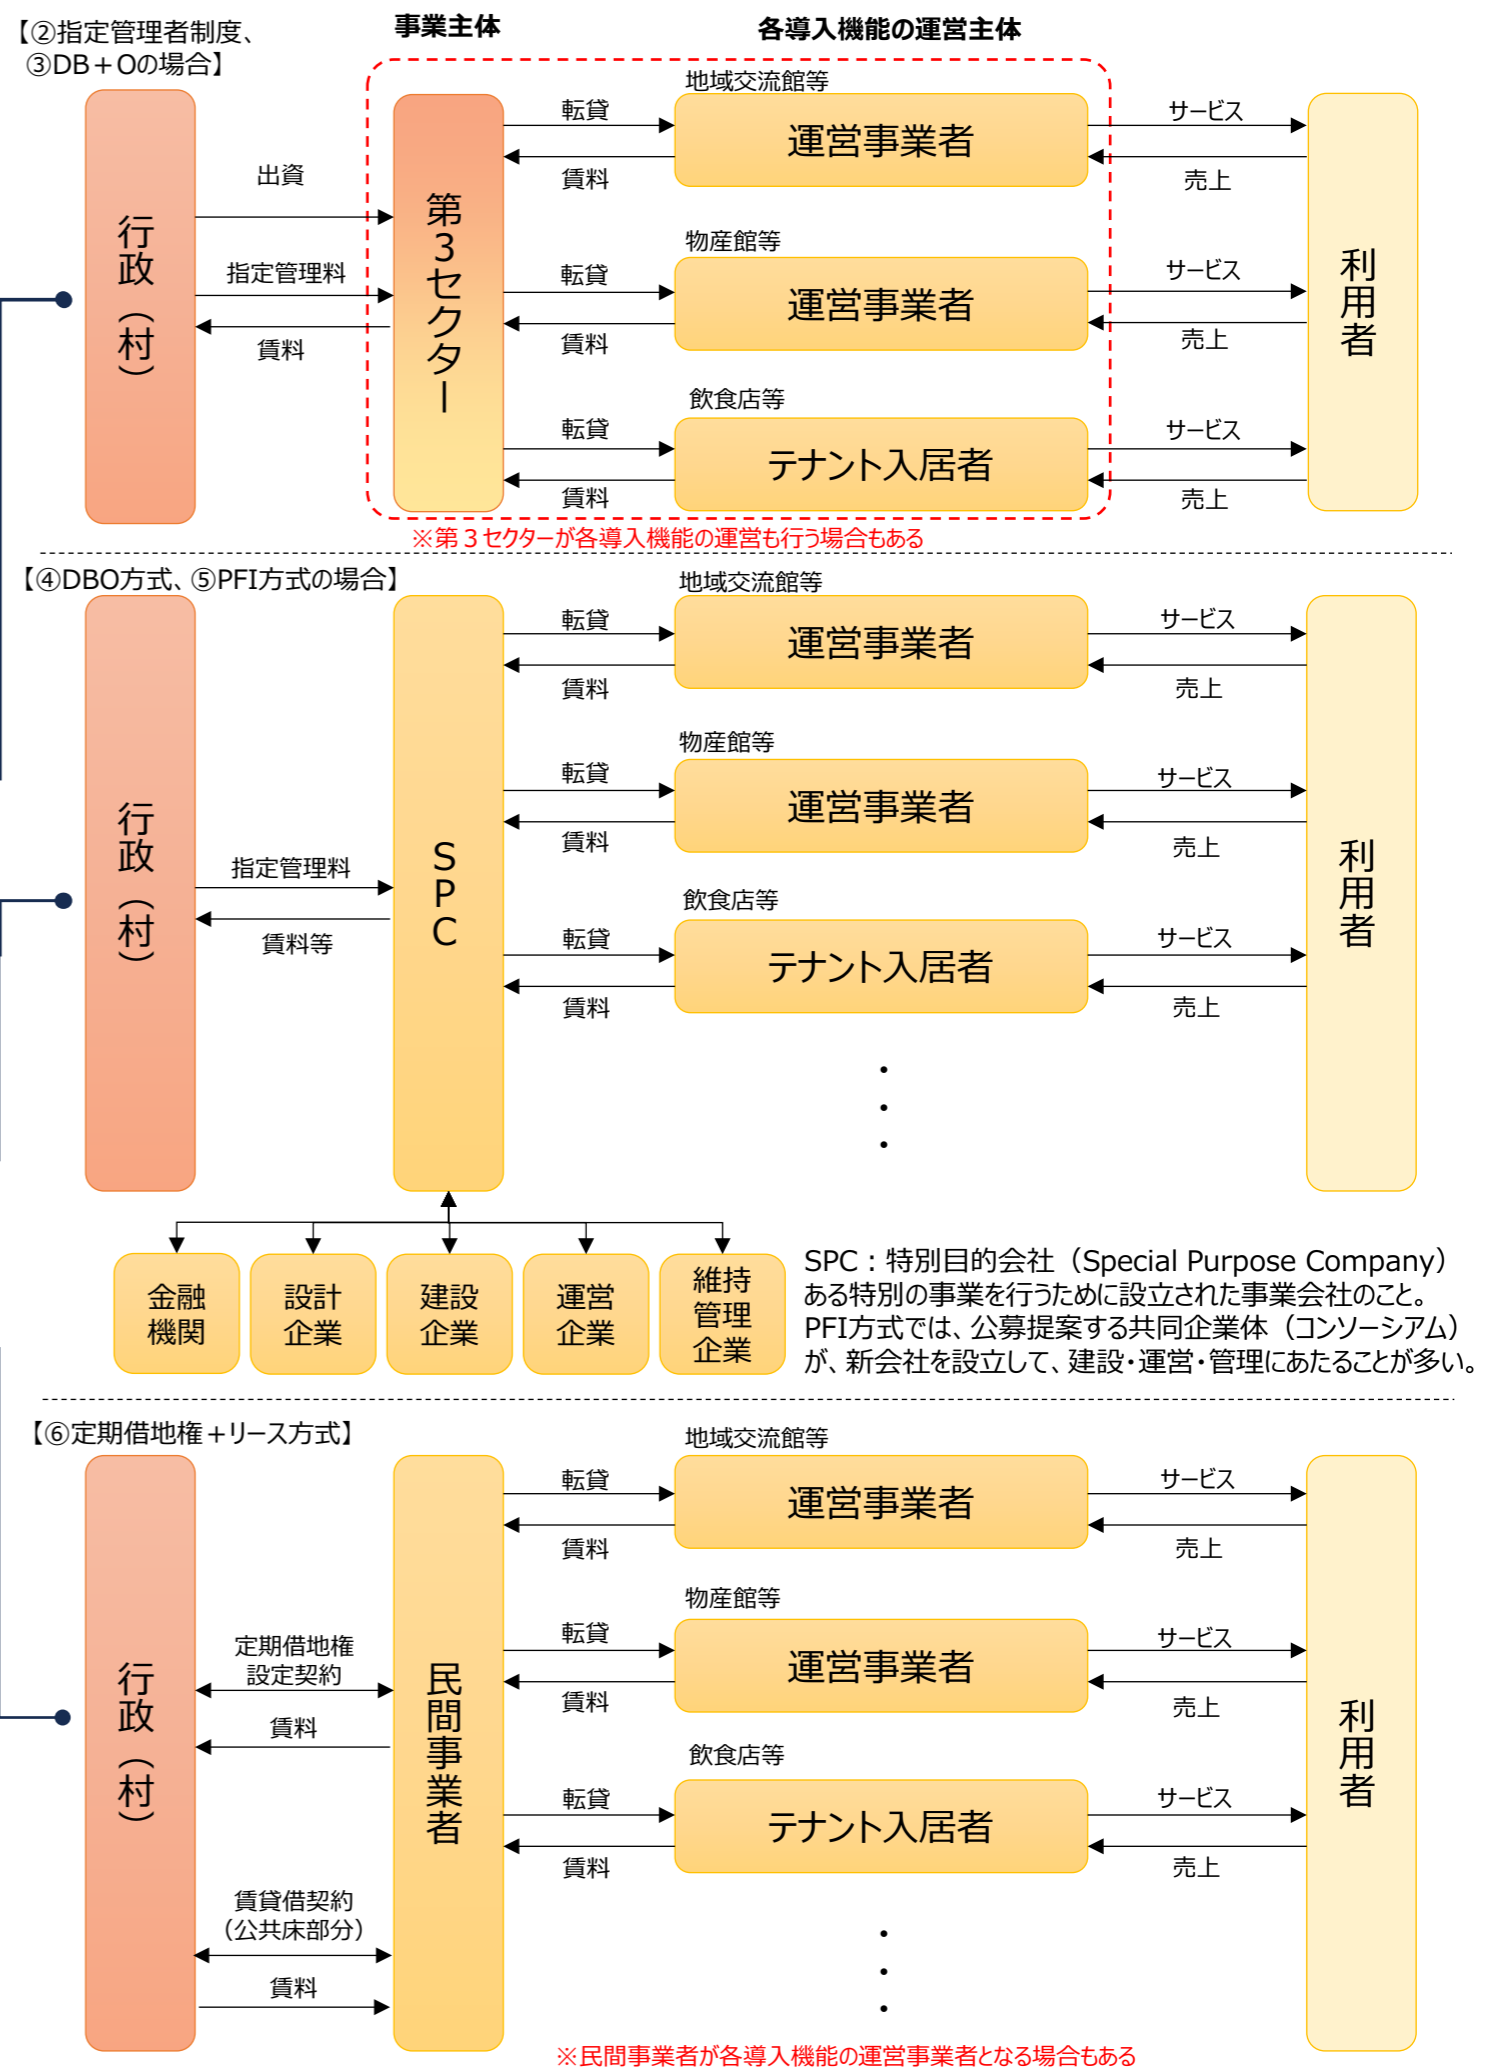 【②指定管理者制度、
③DB＋Oの場合】
事業主体
各導入機能の運営主体
行政（村）
出資
指定管理料
賃料
第3セクター
地域交流館等
転貸
運営事業者
賃料
サービス
売上
物産館等
転貸
運営事業者
賃料
サービス
売上
飲食店等
転貸
テナント入居者
賃料
サービス
売上
利用者
※第３セクターが各導入機能の運営も行う場合もある
【④DBO方式、⑤PFI方式の場合】
行政（村）
指定管理料
賃料等
SPC
地域交流館等
転貸
運営事業者
賃料
サービス
売上
物産館等
転貸
運営事業者
賃料
サービス
売上
飲食店等
転貸
テナント入居者
賃料
サービス
売上
・
・
・
利用者
金融
機関
設計
企業
建設
企業
運営
企業
維持
管理
企業
SPC：特別目的会社（Special Purpose Company）
ある特別の事業を行うために設立された事業会社のこと。
PFI方式では、公募提案する共同企業体（コンソーシアム）
が、新会社を設立して、建設・運営・管理にあたることが多い。
【⑥定期借地権＋リース方式】
行政（村）
定期借地権
設定契約
賃料
賃貸借契約
（公共床部分）
賃料
民間事業者
地域交流館等
転貸
運営事業者
賃料
サービス
売上
物産館等
転貸
運営事業者
賃料
サービス
売上
飲食店等
転貸
テナント入居者
賃料
サービス
売上
・
・
・
利用者
※民間事業者が各導入機能の運営事業者となる場合もある